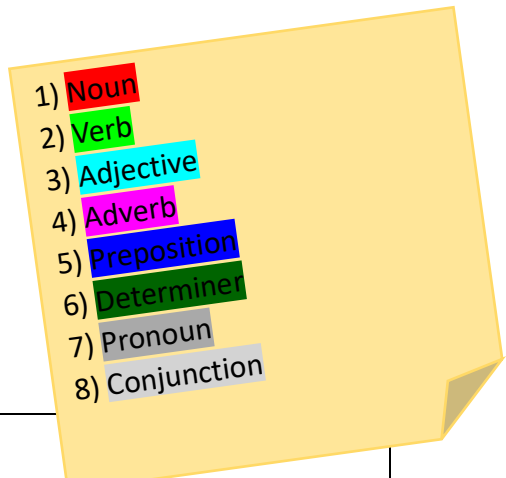 1) Noun
2) Verb
3) Adjective
4) Adverb
5) Preposition
6) Determiner
7) Pronoun
8) Conjunction